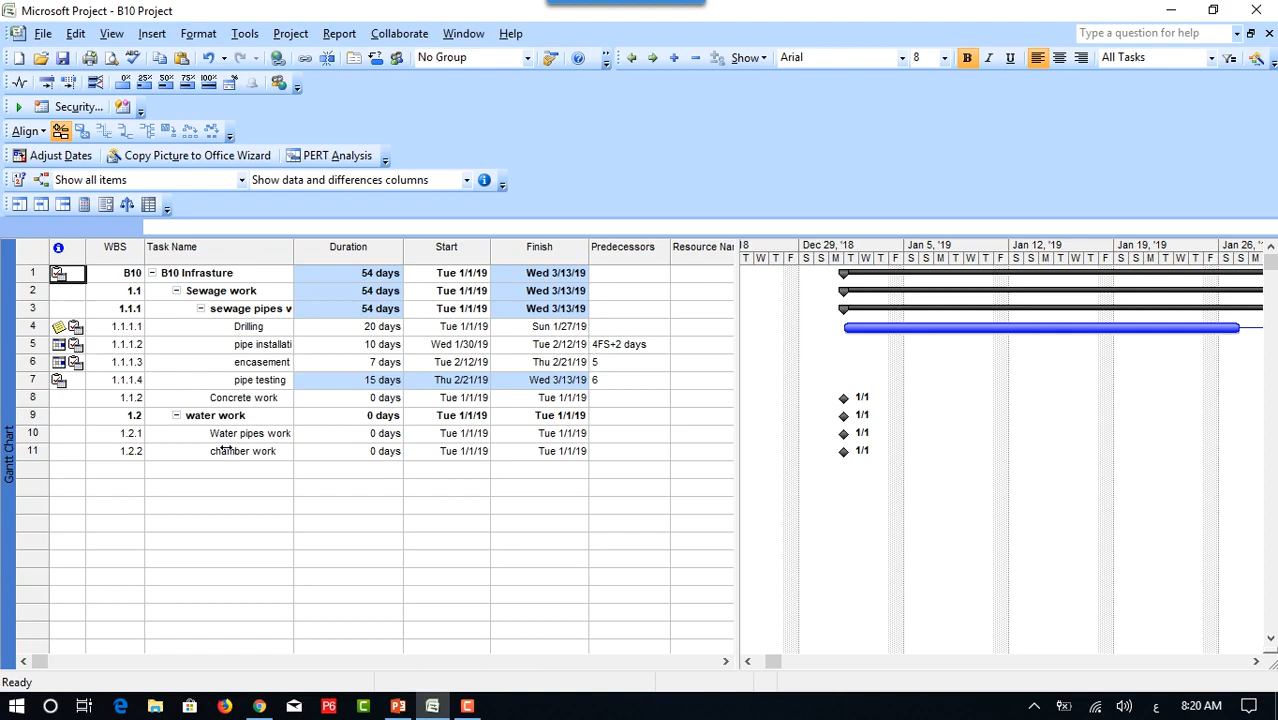 Microsoft Project - B10 Project
File Edit View Insert Format Tools Project Report Collaborate Window Help
Type a question for help
No Group Show Arial 8 B I U All Tasks
0% 25% 50% 75% 100%
Security...
Align
Adjust Dates Copy Picture to Office Wizard PERT Analysis
Show all items Show data and differences columns
WBS Task Name Duration Start Finish Predecessors Resource Na
18 Dec 29, '18 Jan 5, '19 Jan 12, '19 Jan 19, '19 Jan 26, '
T W T F S S M T W T F S S M T W T F S S M T W T F S S M T W T F S S M
1 B10 B10 Infrasture 54 days Tue 1/1/19 Wed 3/13/19
2 1.1 Sewage work 54 days Tue 1/1/19 Wed 3/13/19
3 1.1.1 sewage pipes w 54 days Tue 1/1/19 Wed 3/13/19
4 1.1.1.1 Drilling 20 days Tue 1/1/19 Sun 1/27/19
5 1.1.1.2 pipe installati 10 days Wed 1/30/19 Tue 2/12/19 4FS+2 days
6 1.1.1.3 encasement 7 days Tue 2/12/19 Thu 2/21/19 5
7 1.1.1.4 pipe testing 15 days Thu 2/21/19 Wed 3/13/19 6
8 1.1.2 Concrete work 0 days Tue 1/1/19 Tue 1/1/19 1/1
9 1.2 water work 0 days Tue 1/1/19 Tue 1/1/19 1/1
10 1.2.1 Water pipes work 0 days Tue 1/1/19 Tue 1/1/19 1/1
11 1.2.2 chamber work 0 days Tue 1/1/19 Tue 1/1/19 1/1
Gantt Chart
Ready
P6 ع 8:20 AM